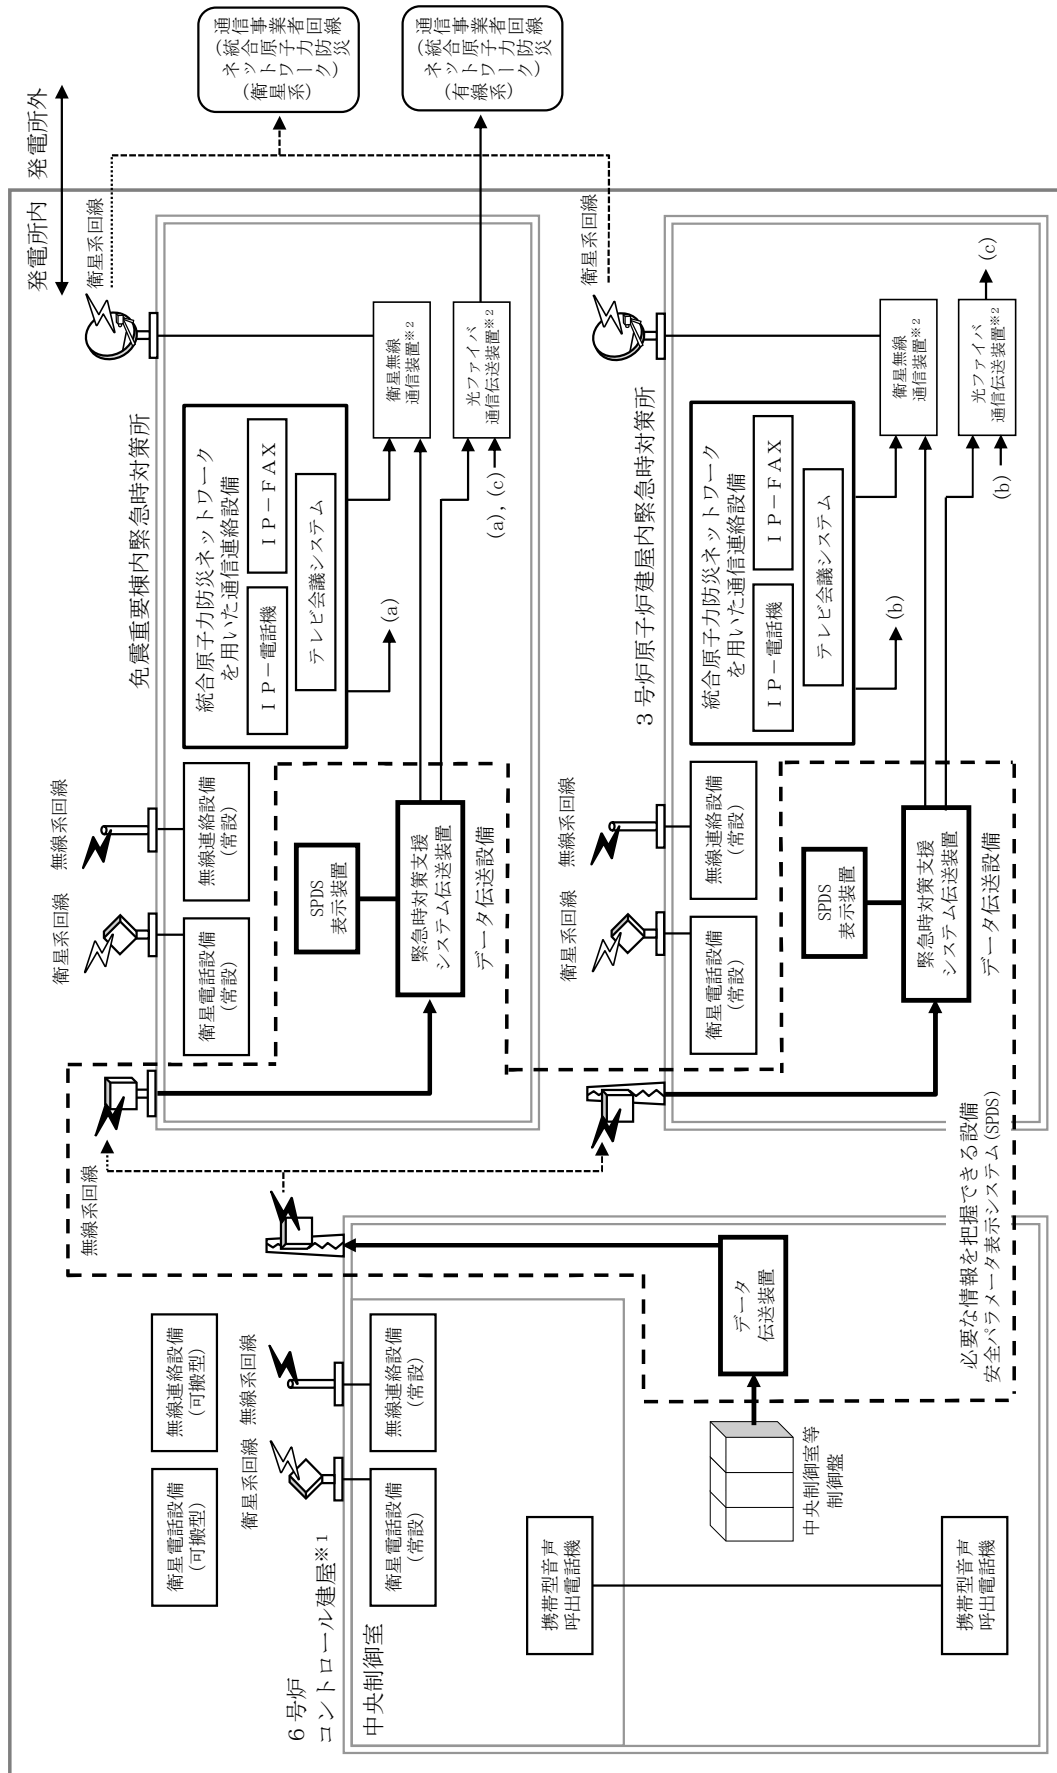 発電所内
発電所外
通信事業者回線
(統合原子力防災
ネットワーク)
(衛星系)
通信事業者回線
(統合原子力防災
ネットワーク)
(有線系)
免震重要棟内緊急時対策所
無線系回線
衛星系回線
無線系回線
衛星系回線
衛星電話設備
(常設)
無線連絡設備
(常設)
SPDS
表示装置
緊急時対策支援
システム伝送装置
データ伝送設備
統合原子力防災ネットワーク
を用いた通信連絡設備
IP-電話機
IP-FAX
テレビ会議システム
(a)
(a), (c)
衛星無線
通信装置※2
光ファイバ
通信伝送装置※2
3号炉原子炉建屋内緊急時対策所
衛星系回線
無線系回線
衛星系回線
衛星電話設備
(常設)
無線連絡設備
(常設)
SPDS
表示装置
緊急時対策支援
システム伝送装置
データ伝送設備
統合原子力防災ネットワーク
を用いた通信連絡設備
IP-電話機
IP-FAX
テレビ会議システム
(b)
(b)
(c)
衛星無線
通信装置※2
光ファイバ
通信伝送装置※2
衛星電話設備
(可搬型)
無線連絡設備
(可搬型)
衛星系回線
無線系回線
6号炉
コントロール建屋※1
中央制御室
衛星電話設備
(常設)
無線連絡設備
(常設)
携帯型音声
呼出電話機
携帯型音声
呼出電話機
中央制御室等
制御盤
データ
伝送装置
必要な情報を把握できる設備
安全パラメータ表示システム(SPDS)